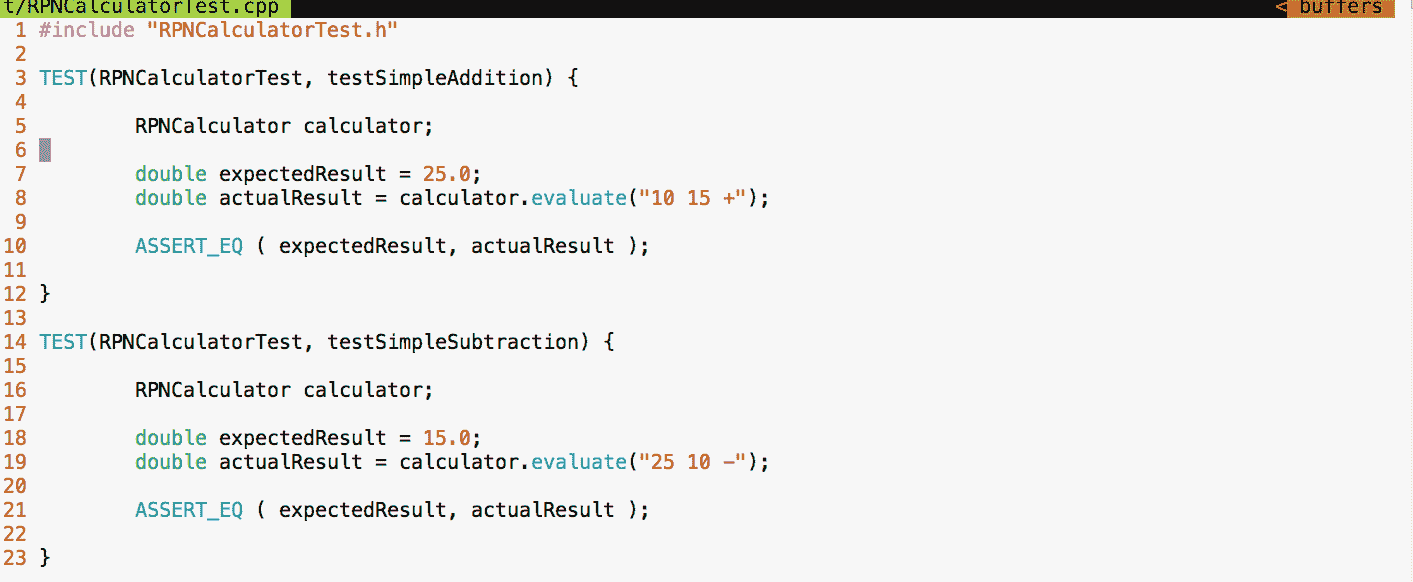 t/RPNCalculatorTest.cpp < buffers
1 #include "RPNCalculatorTest.h"
2
3 TEST(RPNCalculatorTest, testSimpleAddition) {
4
5 RPNCalculator calculator;
6
7 double expectedResult = 25.0;
8 double actualResult = calculator.evaluate("10 15 +");
9
10 ASSERT_EQ ( expectedResult, actualResult );
11
12 }
13
14 TEST(RPNCalculatorTest, testSimpleSubtraction) {
15
16 RPNCalculator calculator;
17
18 double expectedResult = 15.0;
19 double actualResult = calculator.evaluate("25 10 -");
20
21 ASSERT_EQ ( expectedResult, actualResult );
22
23 }